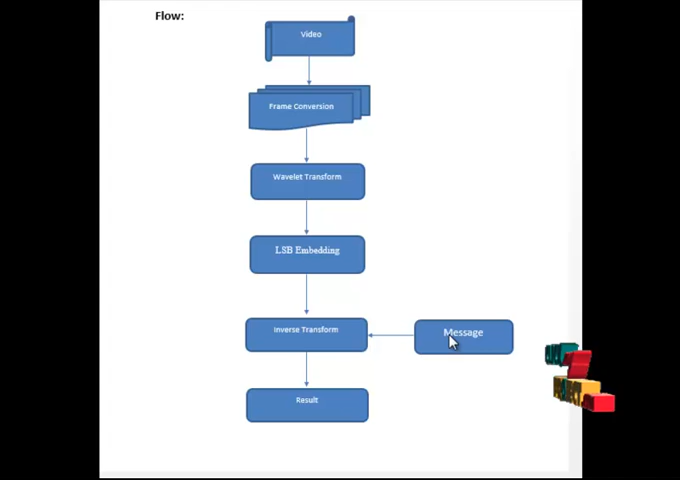 Flow:
Video
Frame Conversion
Wavelet Transform
LSB Embedding
Inverse Transform
Message
Result